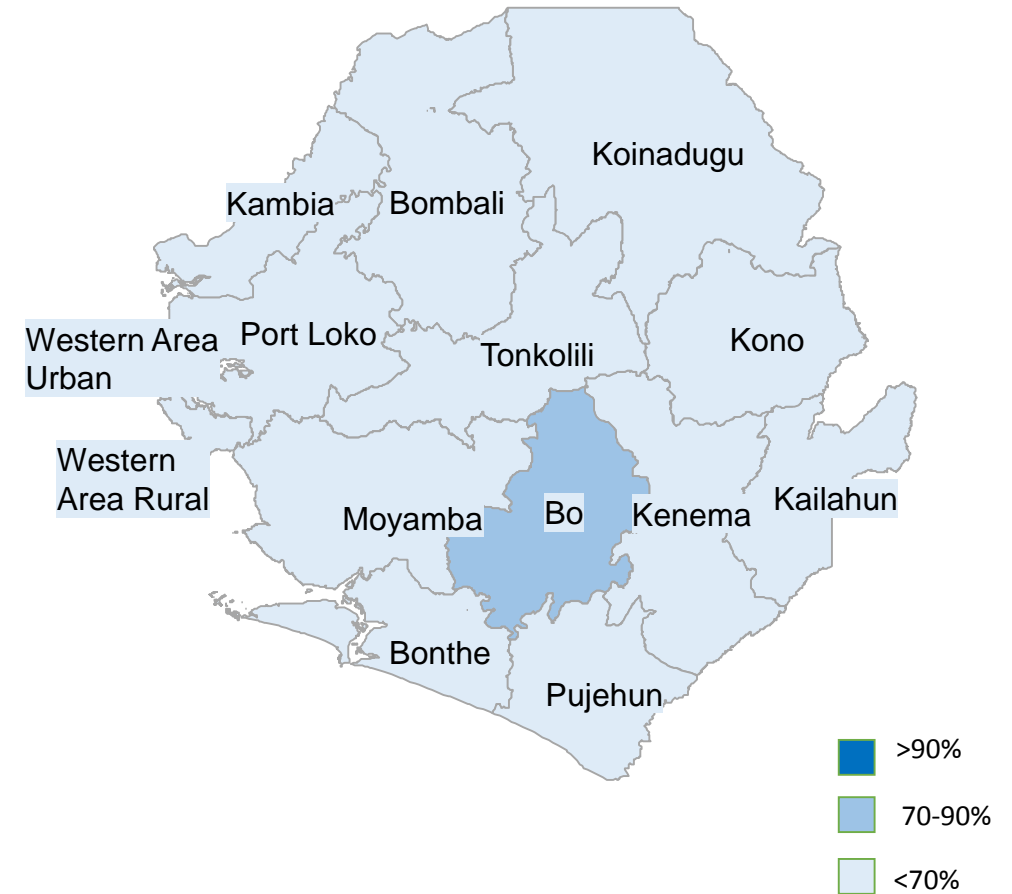 Koinadugu
Kambia
Bombali
Western Area
Urban
Port Loko
Tonkolili
Kono
Western
Area Rural
Moyamba
Bo
Kenema
Kailahun
Bonthe
Pujehun
>90%
70-90%
<70%